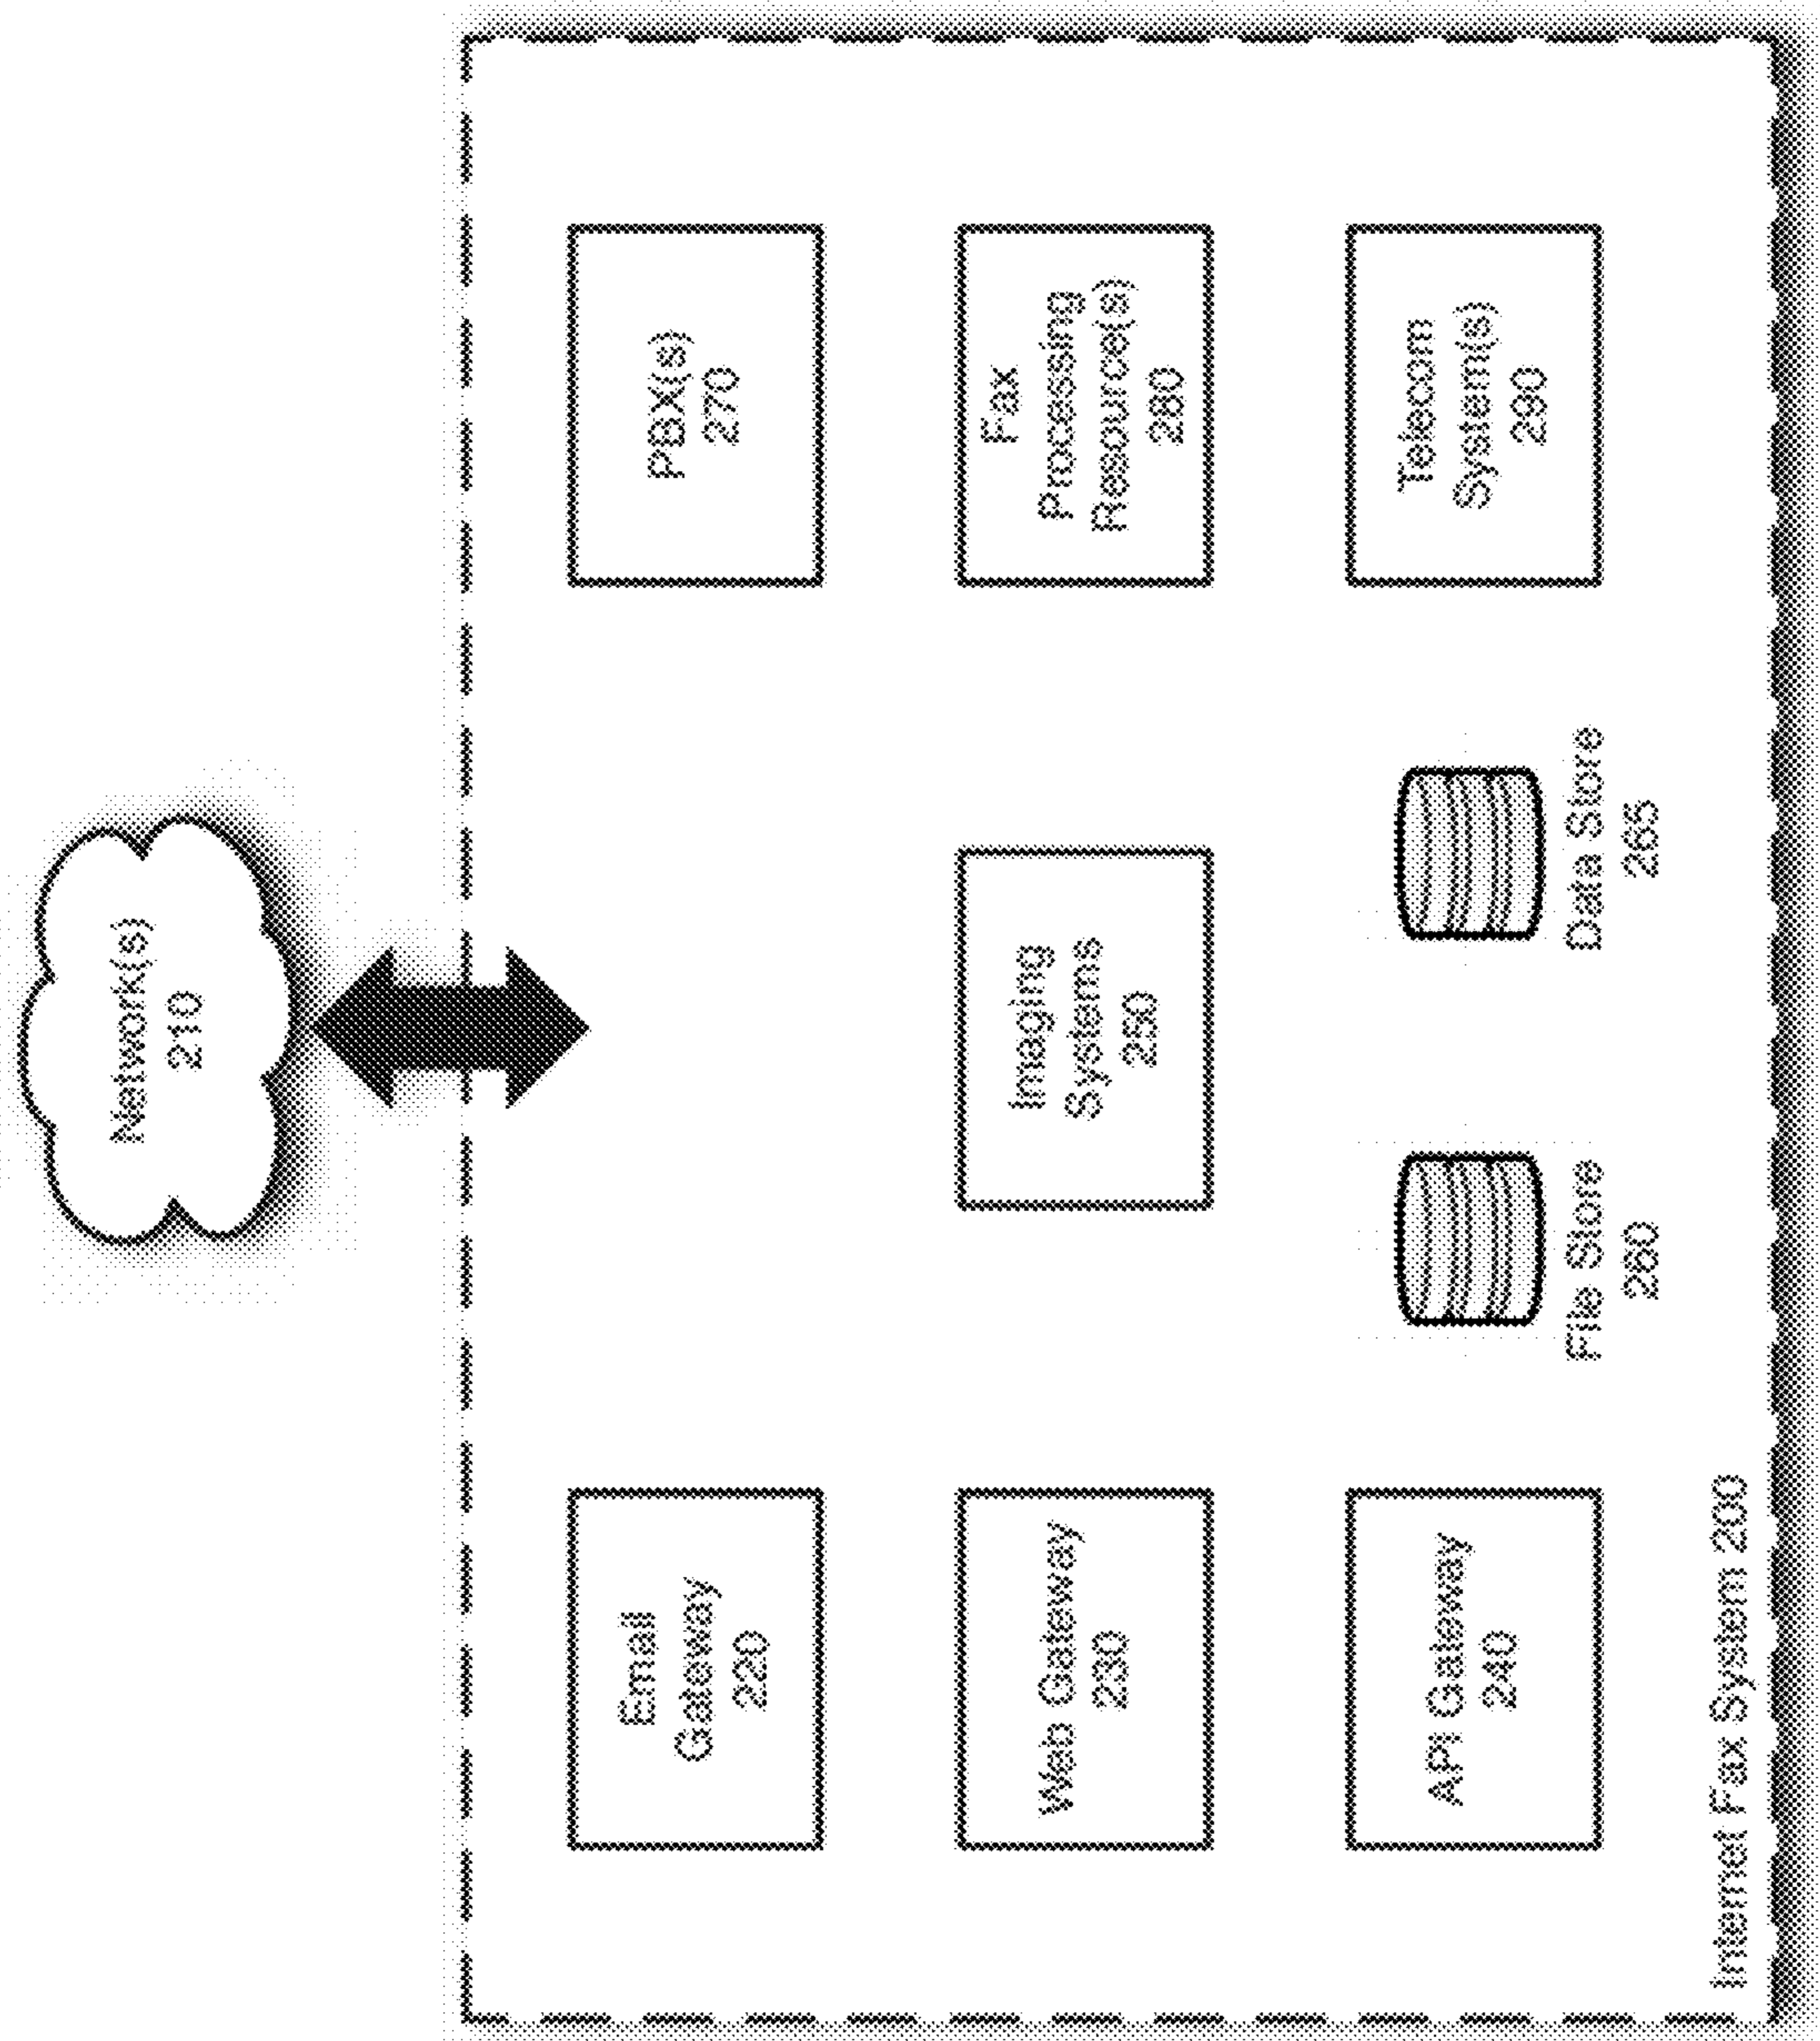 Network(s)
210
Email
Gateway
220
Web Gateway
230
API Gateway
240
Imaging
Systems
250
File Store
260
Data Store
265
PBX(s)
270
Fax
Processing
Resource(s)
280
Telecom
System(s)
290
Internet Fax System 200